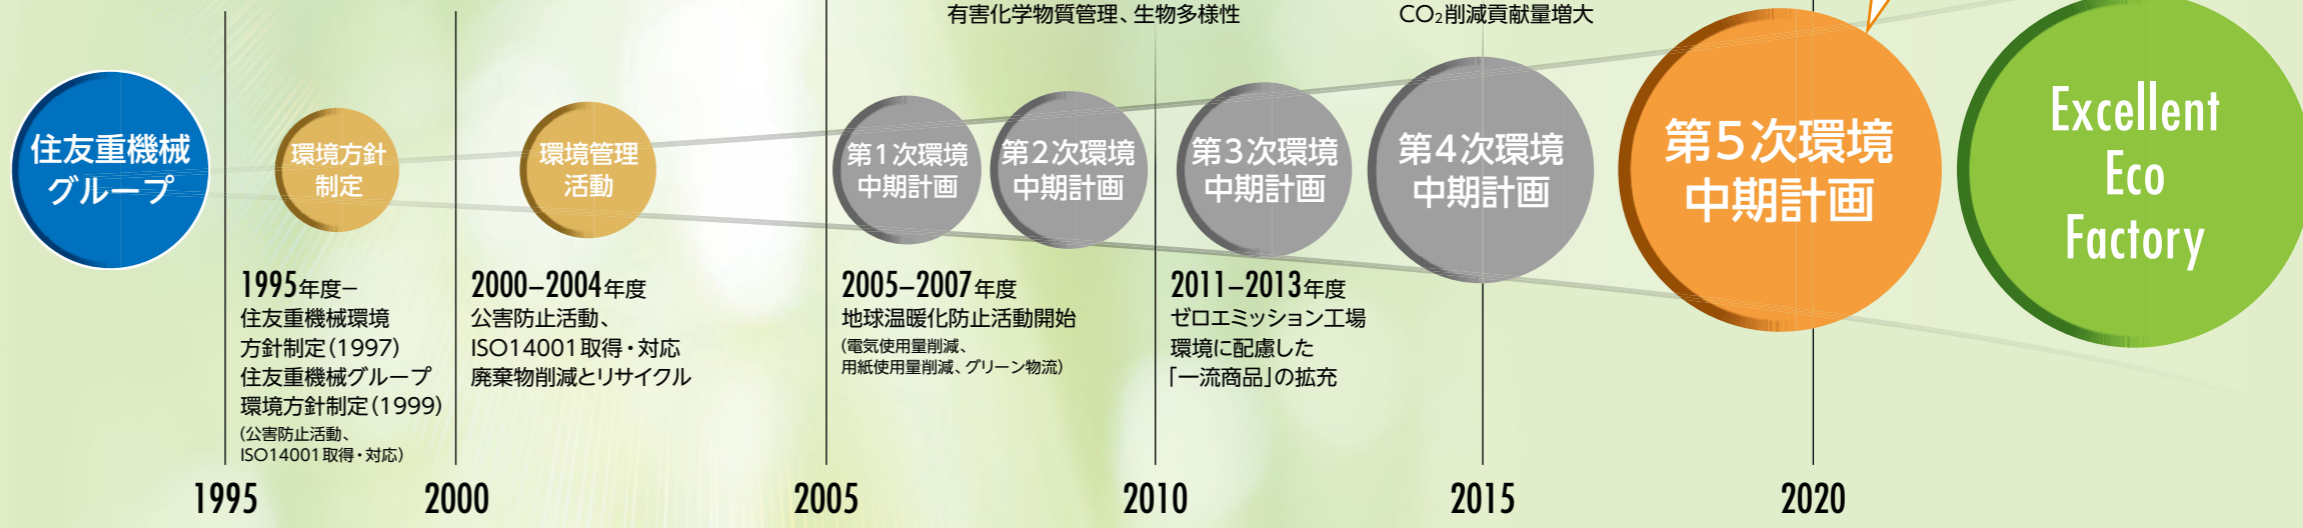 有害化学物質管理、生物多様性
CO₂削減貢献量増大
住友重機械
グループ
環境方針
制定
環境管理
活動
第1次環境
中期計画
第2次環境
中期計画
第3次環境
中期計画
第4次環境
中期計画
第5次環境
中期計画
Excellent
Eco
Factory
1995年度–
住友重機械環境
方針制定(1997)
住友重機械グループ
環境方針制定(1999)
(公害防止活動、
ISO14001取得・対応)
2000–2004年度
公害防止活動、
ISO14001取得・対応
廃棄物削減とリサイクル
2005–2007年度
地球温暖化防止活動開始
(電気使用量削減、
用紙使用量削減、グリーン物流)
2011–2013年度
ゼロエミッション工場
環境に配慮した
「一流商品」の拡充
1995
2000
2005
2010
2015
2020